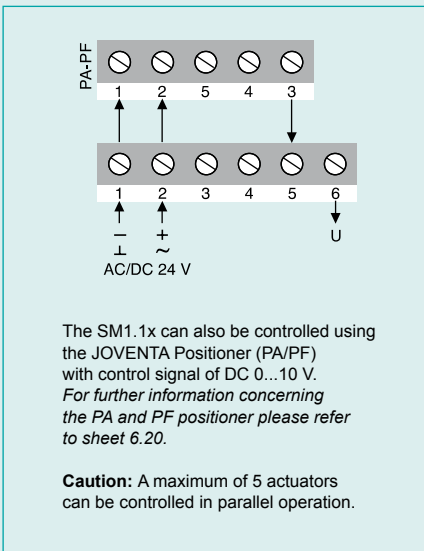 PA-PF
1 2 5 4 3
1 2 3 4 5 6
– +
⊥ ~
U
AC/DC 24 V
The SM1.1x can also be controlled using
the JOVENTA Positioner (PA/PF)
with control signal of DC 0...10 V.
For further information concerning
the PA and PF positioner please refer
to sheet 6.20.
Caution: A maximum of 5 actuators
can be controlled in parallel operation.